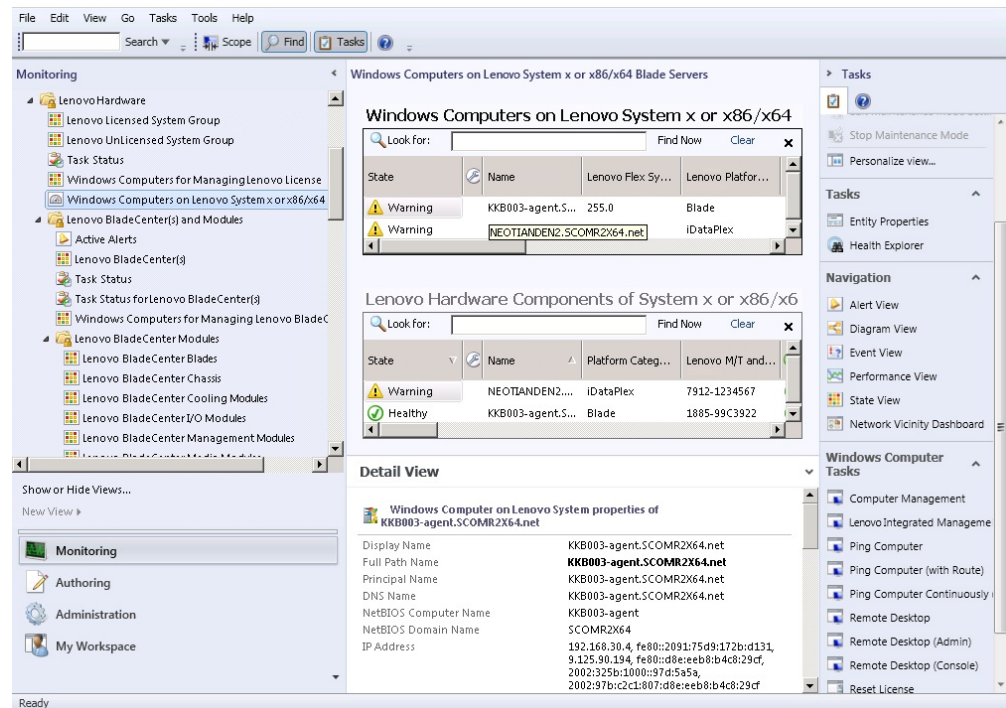 File Edit View Go Tasks Tools Help
Search Scope Find Tasks
Monitoring
Lenovo Hardware
Lenovo Licensed System Group
Lenovo UnLicensed System Group
Task Status
Windows Computers for Managing Lenovo License
Windows Computers on Lenovo System x or x86/x64
Lenovo BladeCenter(s) and Modules
Active Alerts
Lenovo BladeCenter(s)
Task Status
Task Status for Lenovo BladeCenter(s)
Windows Computers for Managing Lenovo BladeC
Lenovo BladeCenter Modules
Lenovo BladeCenter Blades
Lenovo BladeCenter Chassis
Lenovo BladeCenter Cooling Modules
Lenovo BladeCenter I/O Modules
Lenovo BladeCenter Management Modules
Show or Hide Views...
New View
Monitoring
Authoring
Administration
My Workspace
Ready
Windows Computers on Lenovo System x or x86/x64 Blade Servers
Windows Computers on Lenovo System x or x86/x64
Look for: Find Now Clear
State Name Lenovo Flex Sy... Lenovo Platfor...
Warning KKB003-agent.S... 255.0 Blade
Warning NEOTIANDEN2.SCOMR2X64.net iDataPlex
Lenovo Hardware Components of System x or x86/x6
Look for: Find Now Clear
State Name Platform Categ... Lenovo M/T and...
Warning NEOTIANDEN2.... iDataPlex 7912-1234567
Healthy KKB003-agent.S... Blade 1885-99C3922
Detail View
Windows Computer on Lenovo System properties of
KKB003-agent.SCOMR2X64.net
Display Name KKB003-agent.SCOMR2X64.net
Full Path Name KKB003-agent.SCOMR2X64.net
Principal Name KKB003-agent.SCOMR2X64.net
DNS Name KKB003-agent.SCOMR2X64.net
NetBIOS Computer Name KKB003-agent
NetBIOS Domain Name SCOMR2X64
IP Address 192.168.30.4, fe80::2091:75d9:172b:d131,
9.125.90.194, fe80::d8e:eeb8:b4c8:29cf,
2002:325b:1000::97d:5a5a,
2002:97b:c2c1:807:d8e:eeb8:b4c8:29cf
Tasks
Stop Maintenance Mode
Personalize view...
Tasks
Entity Properties
Health Explorer
Navigation
Alert View
Diagram View
Event View
Performance View
State View
Network Vicinity Dashboard
Windows Computer
Tasks
Computer Management
Lenovo Integrated Manageme
Ping Computer
Ping Computer (with Route)
Ping Computer Continuously
Remote Desktop
Remote Desktop (Admin)
Remote Desktop (Console)
Reset License